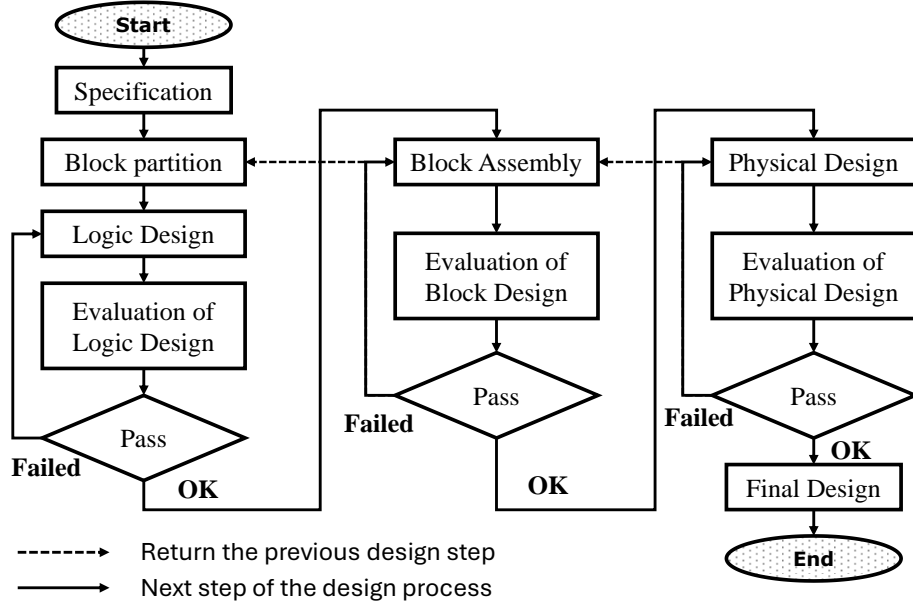 Start
Specification
Block partition
Logic Design
Evaluation of
Logic Design
Pass
Failed
OK
Block Assembly
Evaluation of
Block Design
Pass
Failed
OK
Physical Design
Evaluation of
Physical Design
Pass
Failed
OK
Final Design
End
Return the previous design step
Next step of the design process